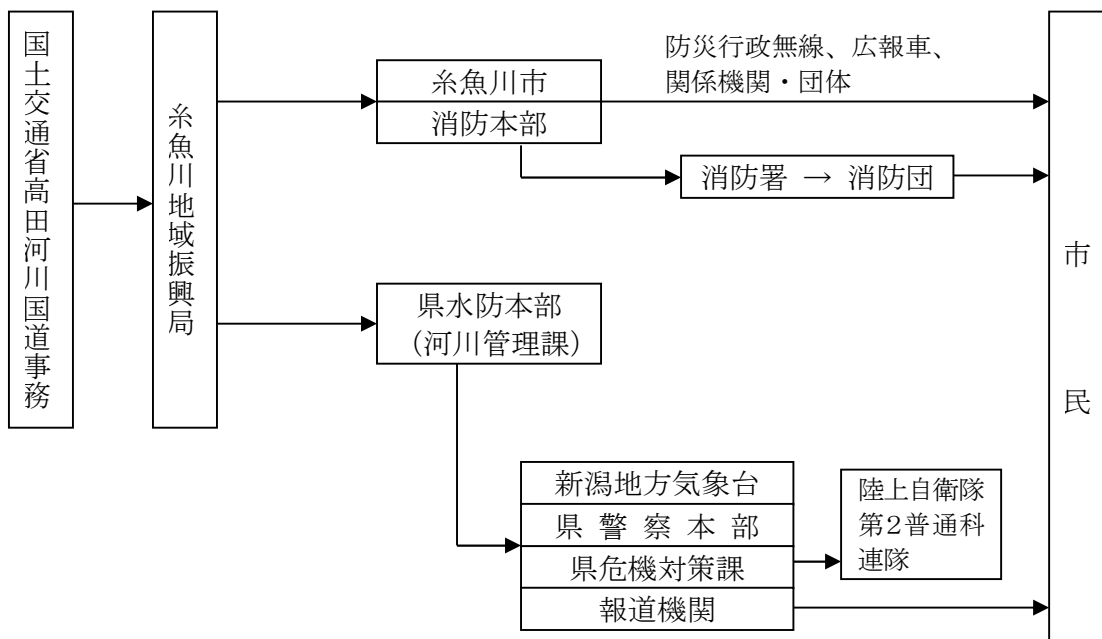 国土交通省高田河川国道事務
糸魚川地域振興局
糸魚川市
消防本部
防災行政無線、広報車、
関係機関・団体
消防署 → 消防団
県水防本部
（河川管理課）
新潟地方気象台
県 警 察 本 部
県危機対策課
報道機関
陸上自衛隊
第2普通科
連隊
市民